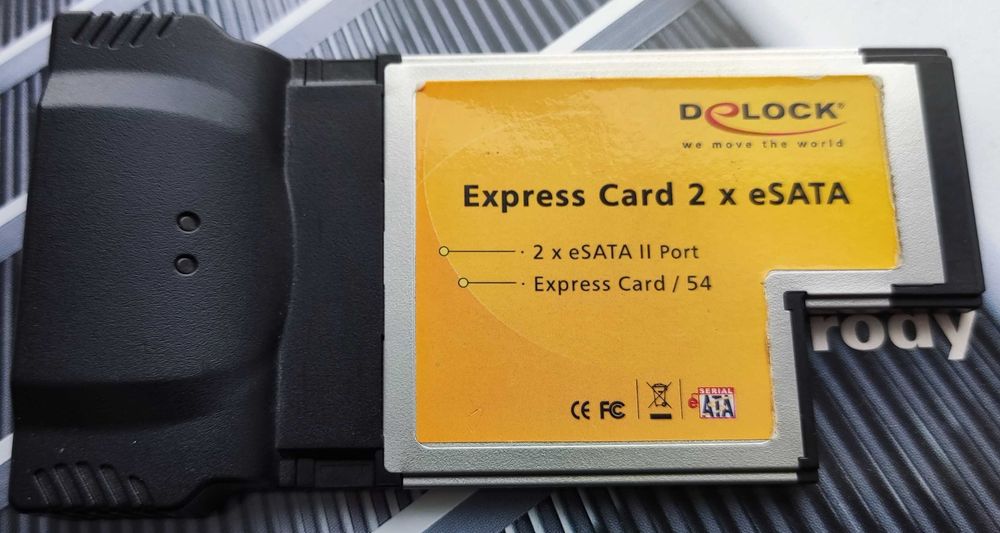 DeLOCK®
we move the world
Express Card 2 x eSATA
· 2 x eSATA II Port
· Express Card / 54
CE FC
SERIAL
e SATA
rody